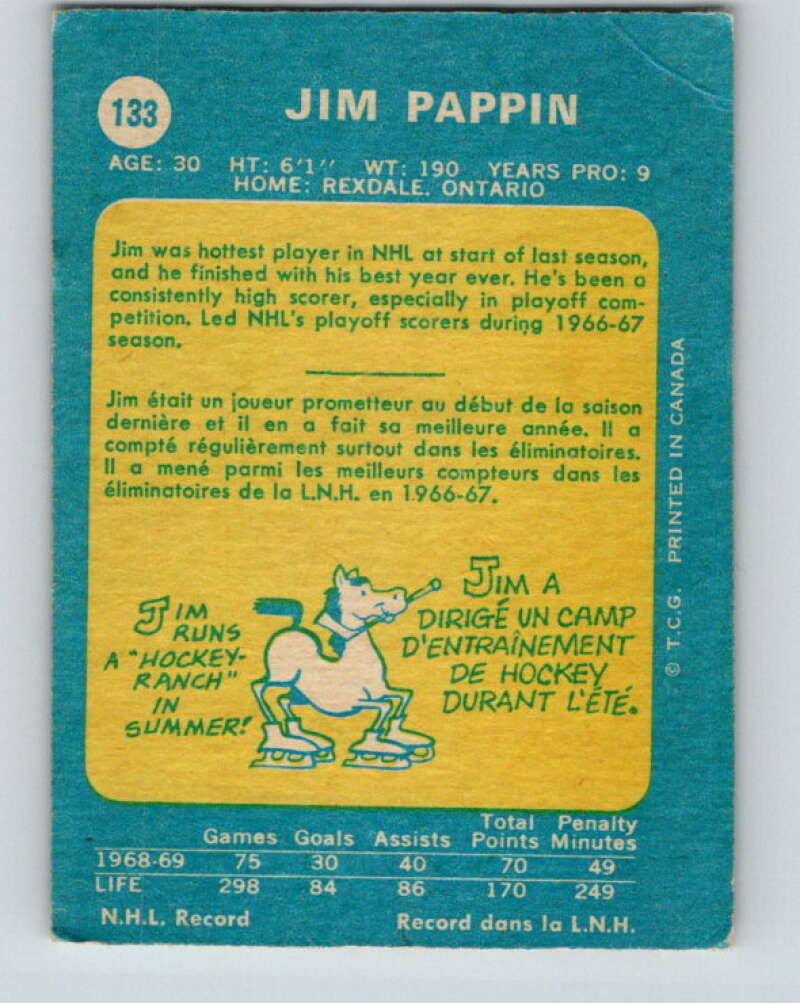 133
JIM PAPPIN
AGE: 30 HT: 6'1'' WT: 190 YEARS PRO: 9
HOME: REXDALE. ONTARIO
Jim was hottest player in NHL at start of last season,
and he finished with his best year ever. He's been a
consistently high scorer, especially in playoff com-
petition. Led NHL's playoff scorers during 1966-67
season.
Jim était un joueur prometteur au début de la saison
dernière et il en a fait sa meilleure année. Il a
compté régulièrement surtout dans les éliminatoires.
Il a mené parmi les meilleurs compteurs dans les
éliminatoires de la L.N.H. en 1966-67.
JIM
RUNS
A "HOCKEY-
RANCH"
IN
SUMMER!
JIM A
DIRIGÉ UN CAMP
D'ENTRAÎNEMENT
DE HOCKEY
DURANT L'ÉTÉ.
© T.C.G. PRINTED IN CANADA
Total Penalty
Games Goals Assists Points Minutes
1968-69 75 30 40 70 49
LIFE 298 84 86 170 249
N.H.L. Record Record dans la L.N.H.